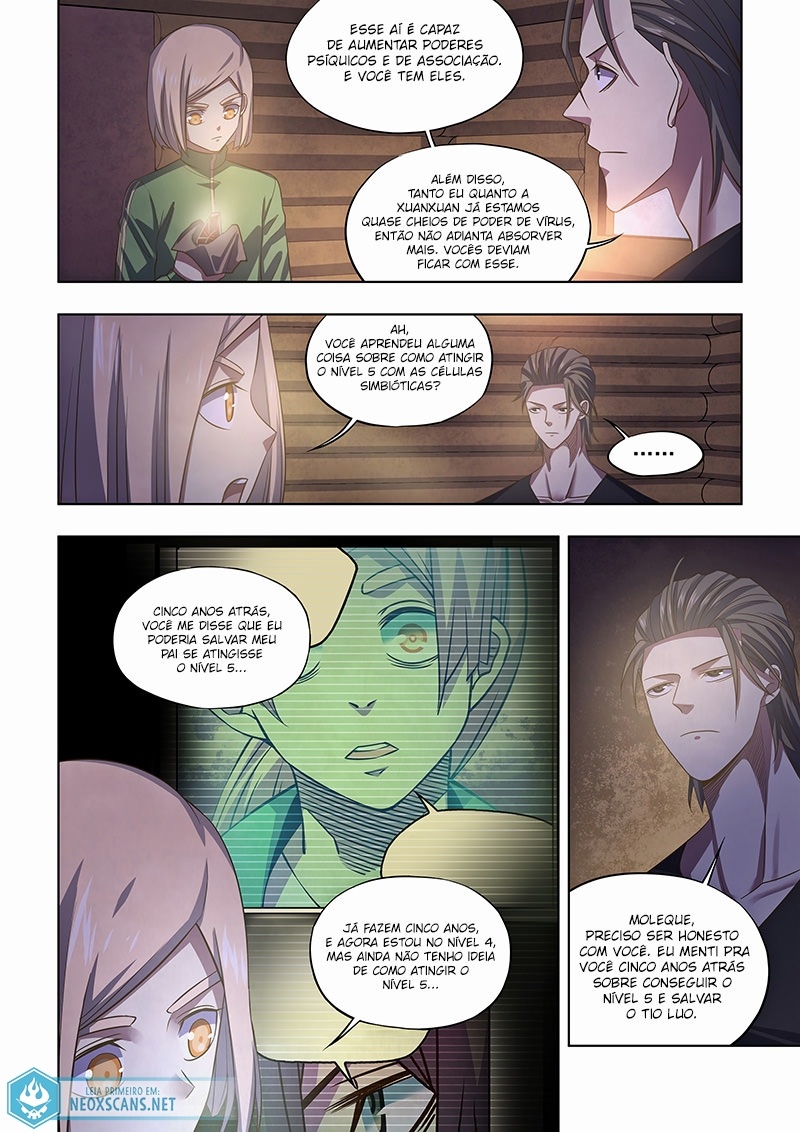 ESSE AÍ É CAPAZ
DE AUMENTAR PODERES
PSÍQUICOS E DE ASSOCIAÇÃO.
E VOCÊ TEM ELES.
ALÉM DISSO,
TANTO EU QUANTO A
XUANXUAN JÁ ESTAMOS
QUASE CHEIOS DE PODER DE VÍRUS,
ENTÃO NÃO ADIANTA ABSORVER
MAIS. VOCÊS DEVIAM
FICAR COM ESSE.
AH,
VOCÊ APRENDEU ALGUMA
COISA SOBRE COMO ATINGIR
O NÍVEL 5 COM AS CÉLULAS
SIMBIÓTICAS?
......
CINCO ANOS ATRÁS,
VOCÊ ME DISSE QUE EU
PODERIA SALVAR MEU
PAI SE ATINGISSE
O NÍVEL 5...
JÁ FAZEM CINCO ANOS,
E AGORA ESTOU NO NÍVEL 4,
MAS AINDA NÃO TENHO IDEIA
DE COMO ATINGIR O
NÍVEL 5...
MOLEQUE,
PRECISO SER HONESTO
COM VOCÊ. EU MENTI PRA
VOCÊ CINCO ANOS ATRÁS
SOBRE CONSEGUIR O
NÍVEL 5 E SALVAR
O TIO LUO.
LEIA PRIMEIRO EM:
NEOXSCANS.NET